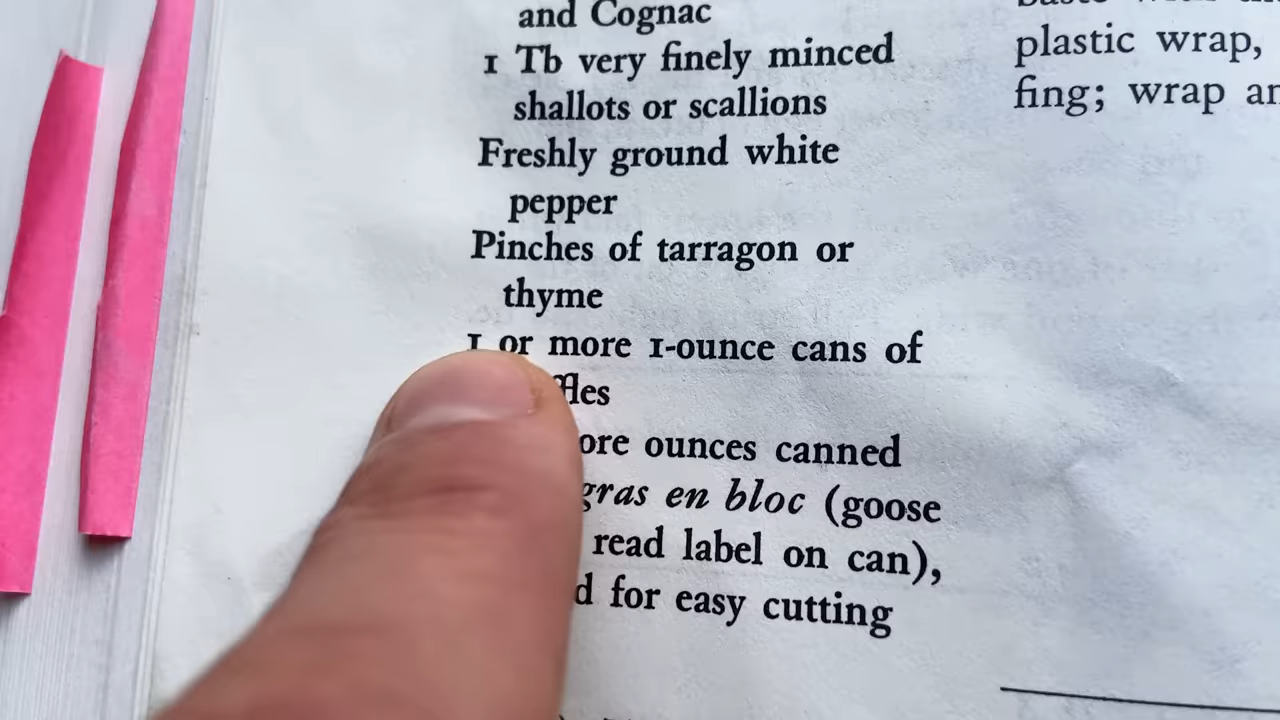 and Cognac
1 Tb very finely minced
shallots or scallions
Freshly ground white
pepper
Pinches of tarragon or
thyme
1 or more 1-ounce cans of
ounces canned
gras en bloc (goose
read label on can),
for easy cutting
plastic wrap,
fing; wrap